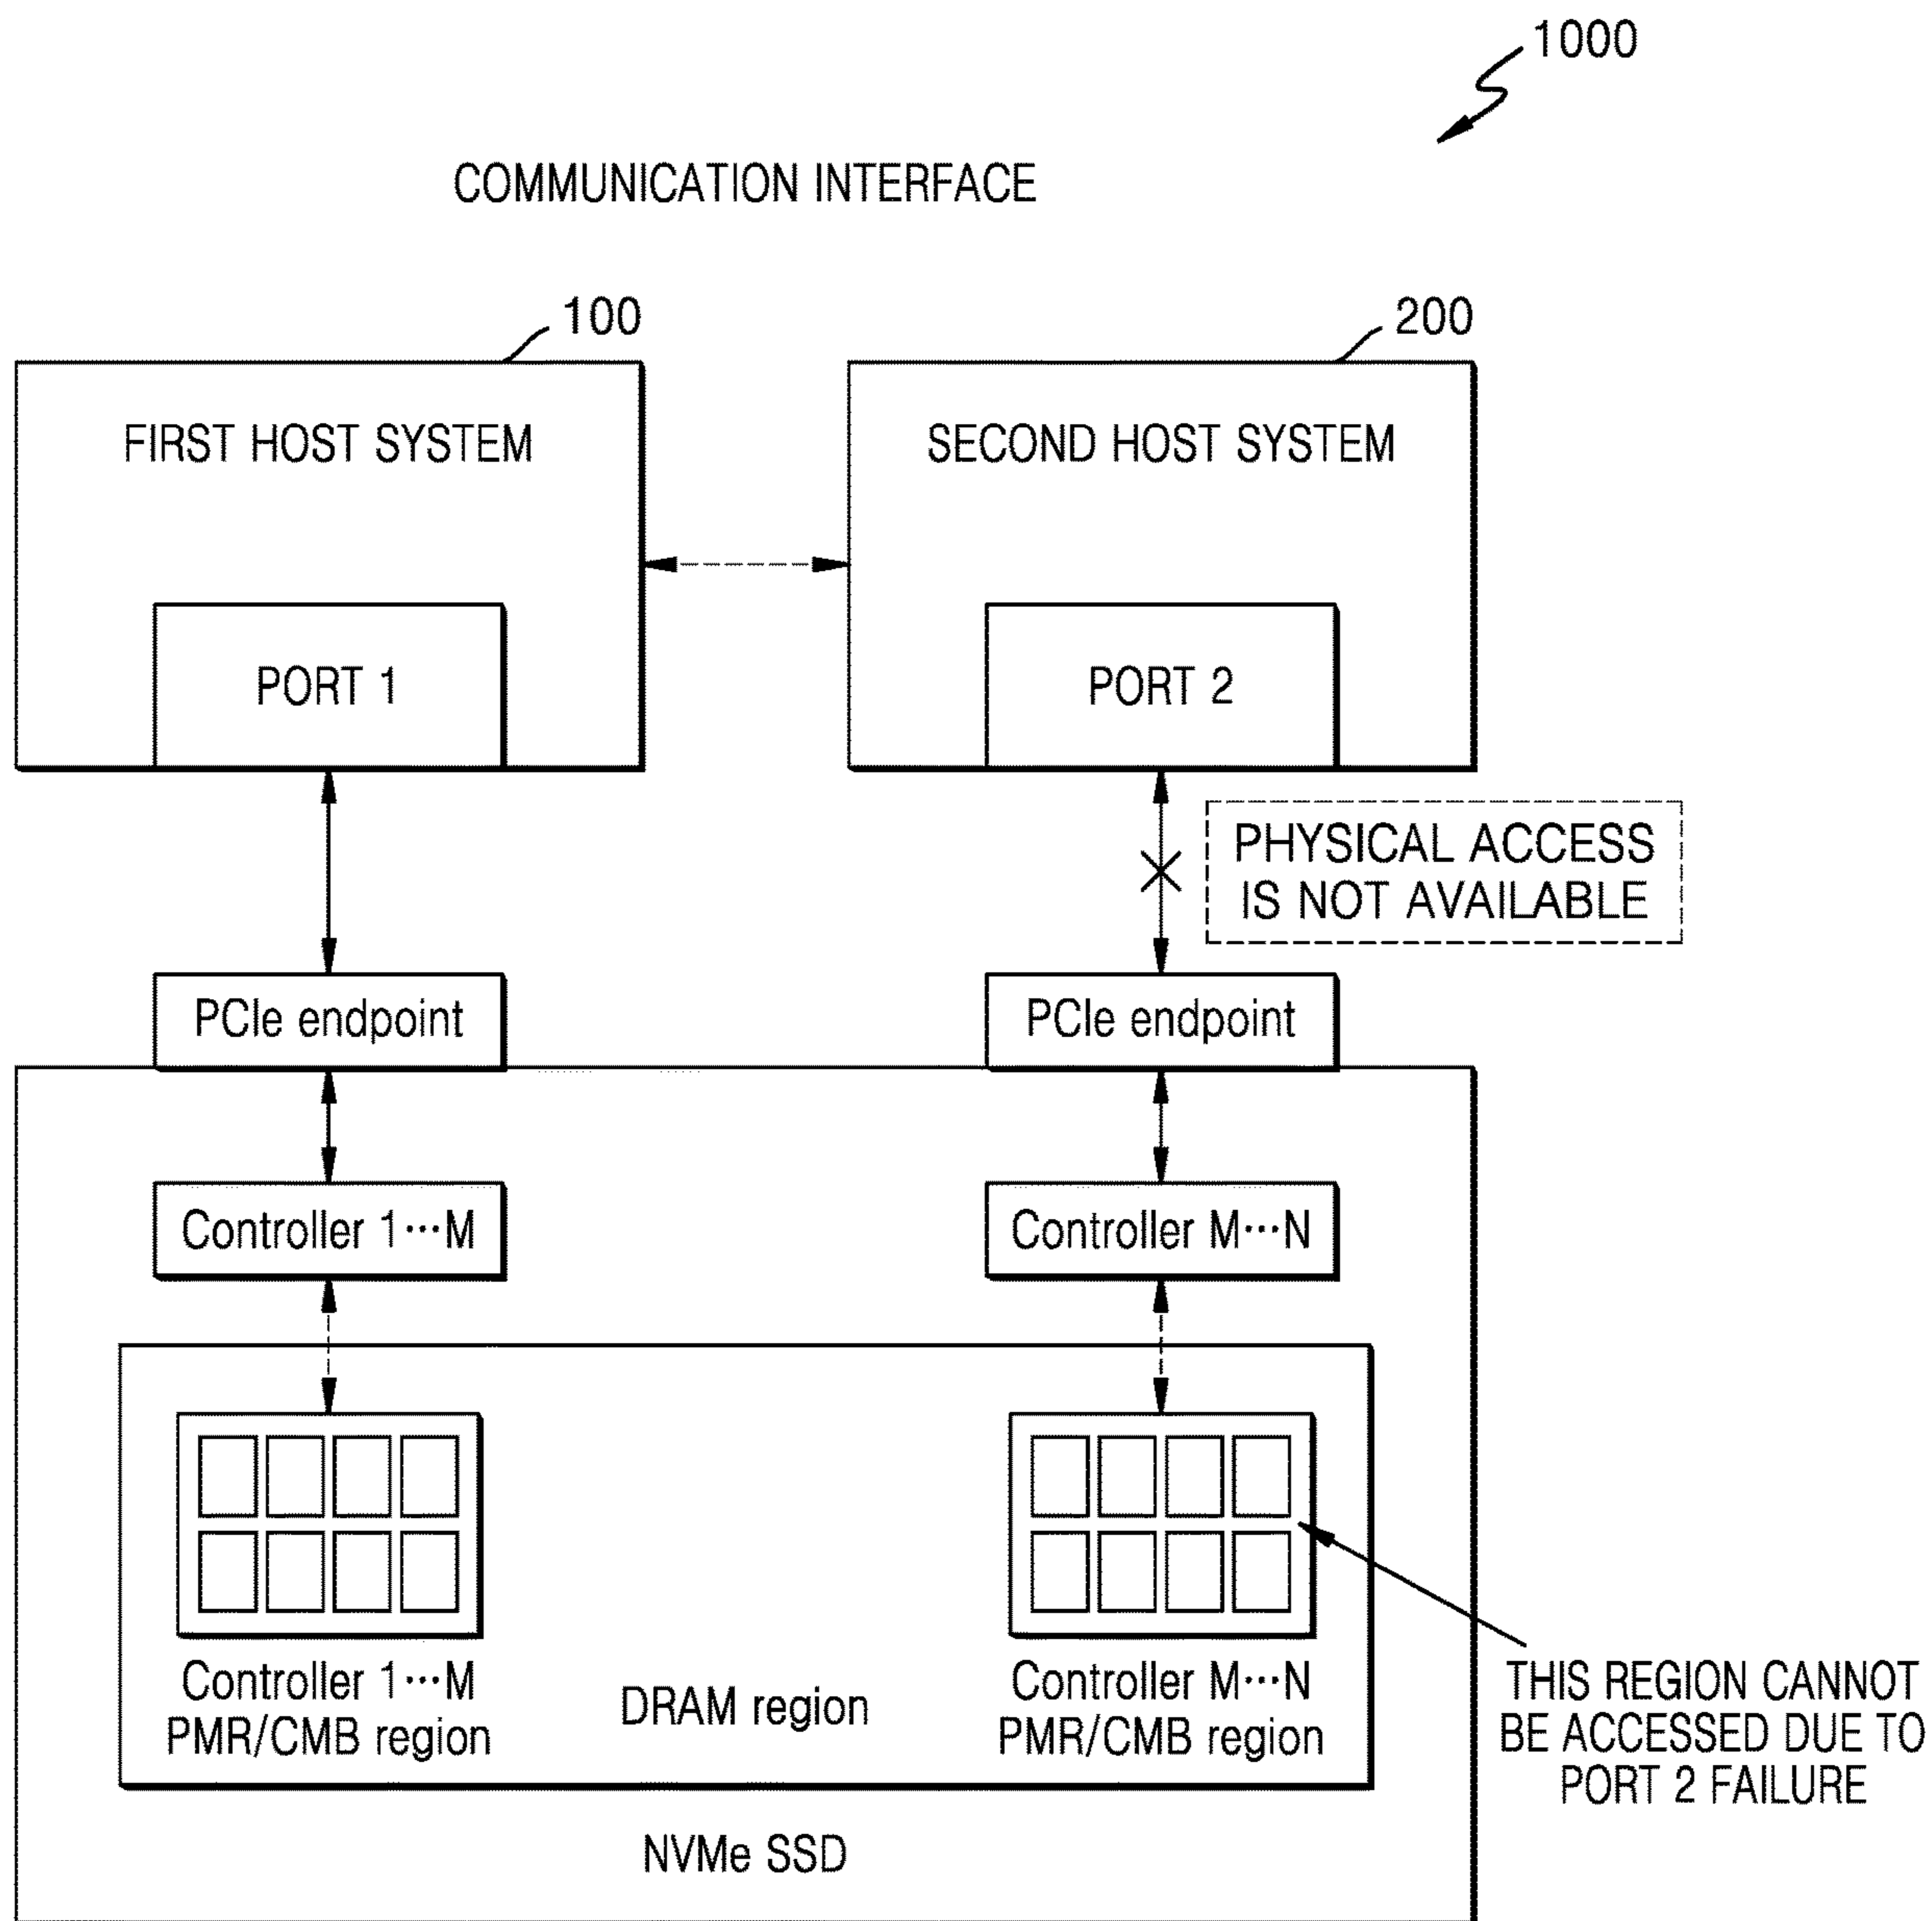 1000
COMMUNICATION INTERFACE
100
200
FIRST HOST SYSTEM
SECOND HOST SYSTEM
PORT 1
PORT 2
PHYSICAL ACCESS
IS NOT AVAILABLE
PCIe endpoint
PCIe endpoint
Controller 1···M
Controller M···N
Controller 1···M
PMR/CMB region
DRAM region
Controller M···N
PMR/CMB region
THIS REGION CANNOT
BE ACCESSED DUE TO
PORT 2 FAILURE
NVMe SSD